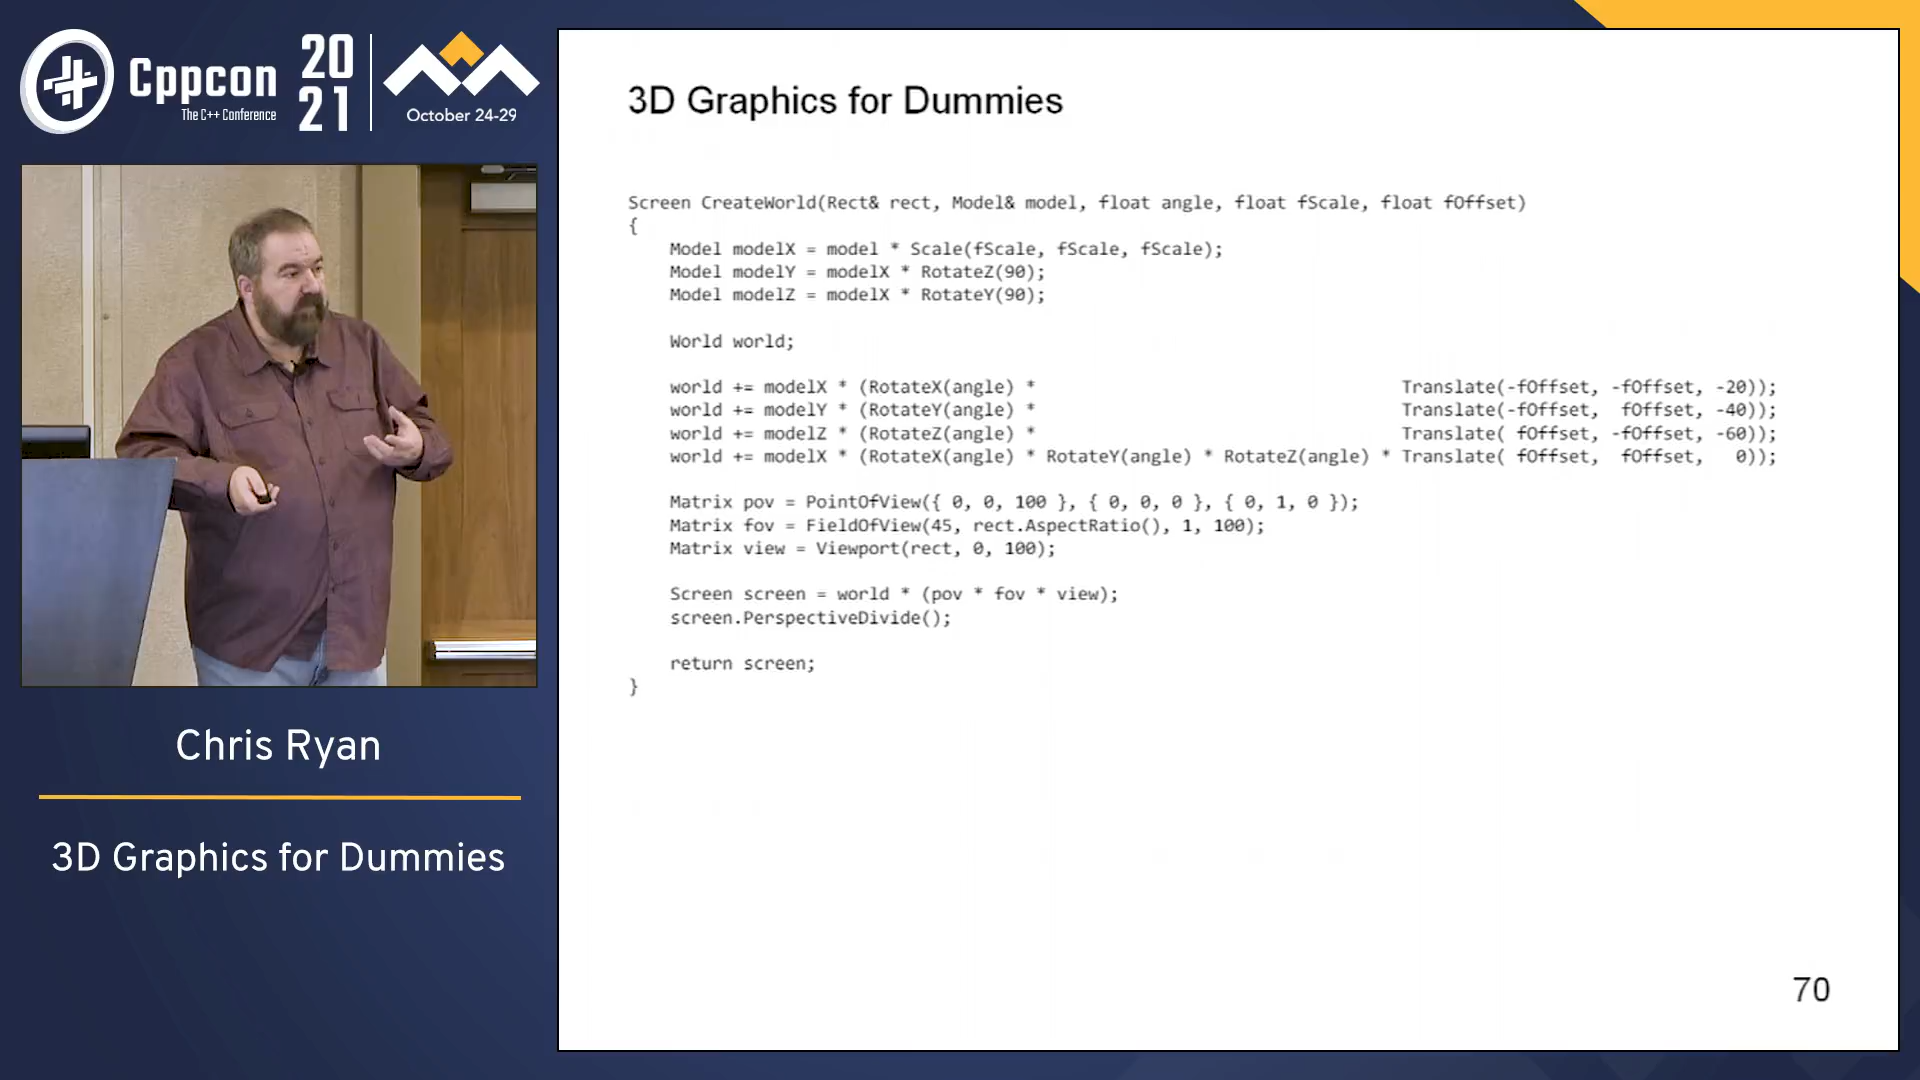 Cppcon
The C++ Conference
20
21
October 24-29
Chris Ryan
3D Graphics for Dummies
3D Graphics for Dummies
Screen CreateWorld(Rect& rect, Model& model, float angle, float fScale, float fOffset)
{
    Model modelX = model * Scale(fScale, fScale, fScale);
    Model modelY = modelX * RotateZ(90);
    Model modelZ = modelX * RotateY(90);
    World world;
    world += modelX * (RotateX(angle) *                                   Translate(-fOffset, -fOffset, -20));
    world += modelY * (RotateY(angle) *                                   Translate(-fOffset,  fOffset, -40));
    world += modelZ * (RotateZ(angle) *                                   Translate( fOffset, -fOffset, -60));
    world += modelX * (RotateX(angle) * RotateY(angle) * RotateZ(angle) * Translate( fOffset,  fOffset,   0));
    Matrix pov = PointOfView({ 0, 0, 100 }, { 0, 0, 0 }, { 0, 1, 0 });
    Matrix fov = FieldOfView(45, rect.AspectRatio(), 1, 100);
    Matrix view = Viewport(rect, 0, 100);
    Screen screen = world * (pov * fov * view);
    screen.PerspectiveDivide();
    return screen;
}
70